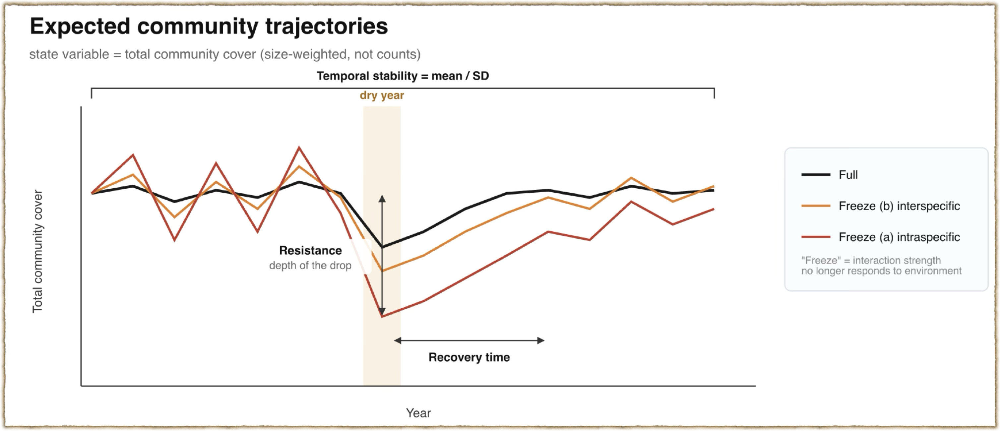 Expected community trajectories
state variable = total community cover (size-weighted, not counts)
Temporal stability = mean / SD
dry year
Total community cover
Resistance
depth of the drop
Recovery time
Year
Full
Freeze (b) interspecific
Freeze (a) intraspecific
"Freeze" = interaction strength
no longer responds to environment